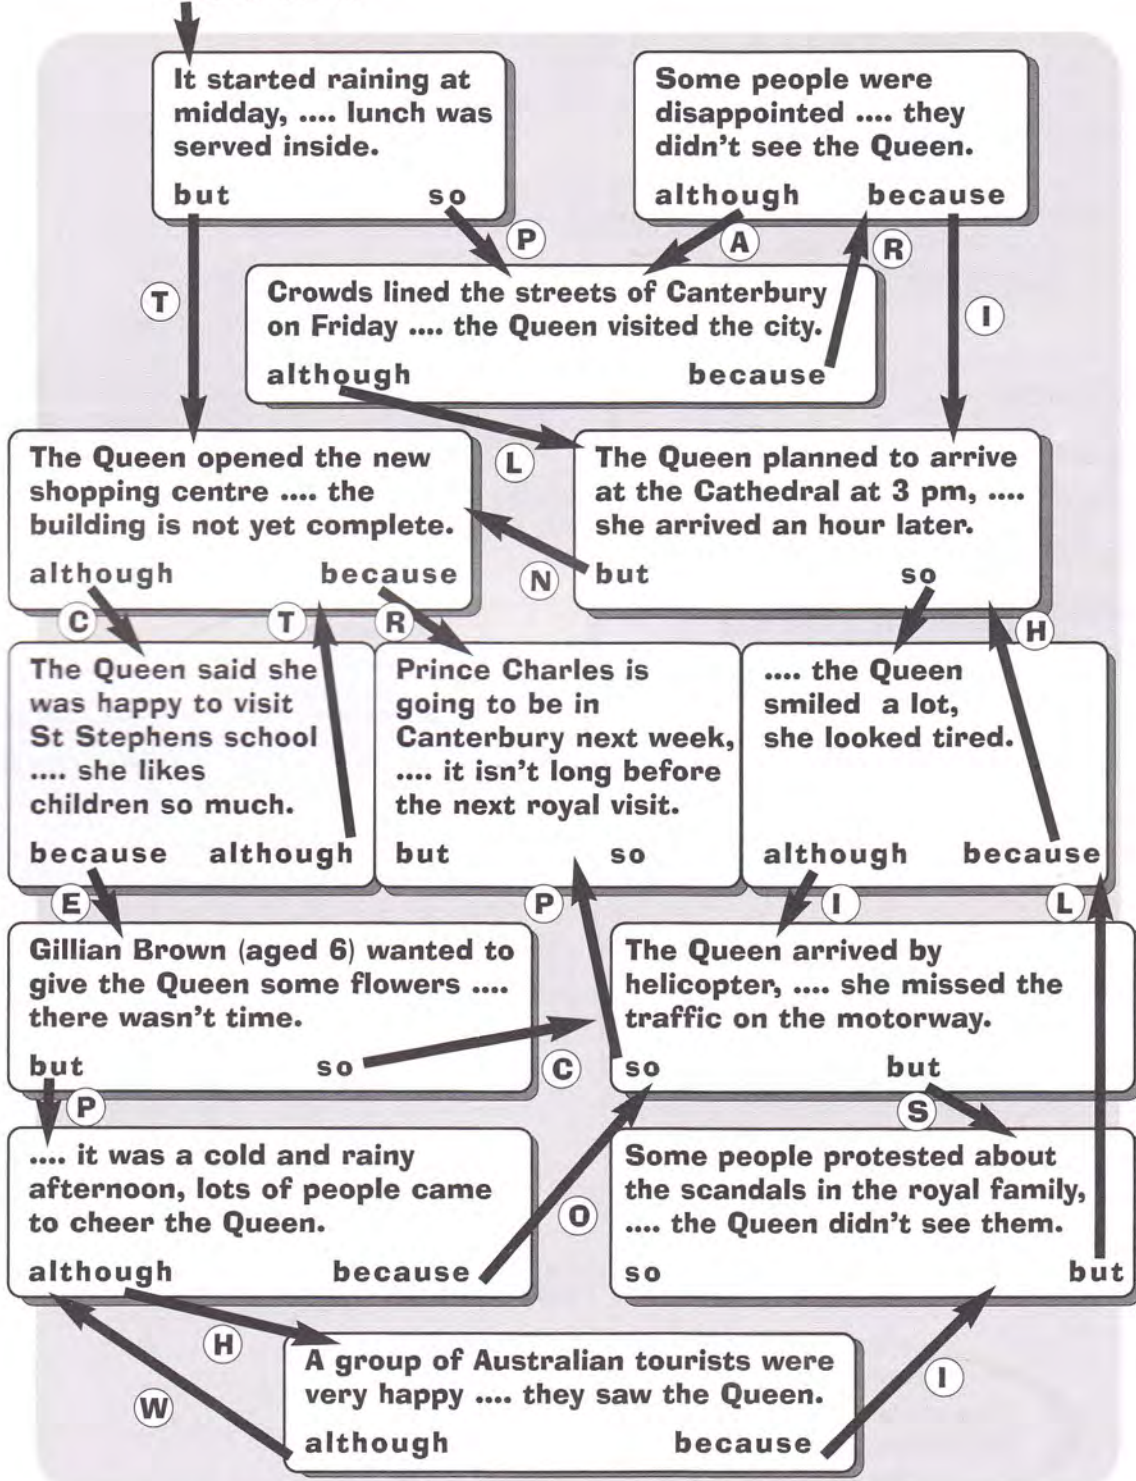 It started raining at
midday, .... lunch was
served inside.
but so
Some people were
disappointed .... they
didn't see the Queen.
although because
P
A
R
T
I
Crowds lined the streets of Canterbury
on Friday .... the Queen visited the city.
although because
L
The Queen opened the new
shopping centre .... the
building is not yet complete.
although because
The Queen planned to arrive
at the Cathedral at 3 pm, ....
she arrived an hour later.
but so
N
C
T
R
H
The Queen said she
was happy to visit
St Stephens school
.... she likes
children so much.
because although
Prince Charles is
going to be in
Canterbury next week,
.... it isn't long before
the next royal visit.
but so
.... the Queen
smiled a lot,
she looked tired.
although because
E
P
I
L
Gillian Brown (aged 6) wanted to
give the Queen some flowers ....
there wasn't time.
but so
C
The Queen arrived by
helicopter, .... she missed the
traffic on the motorway.
so but
P
S
.... it was a cold and rainy
afternoon, lots of people came
to cheer the Queen.
although because
O
Some people protested about
the scandals in the royal family,
.... the Queen didn't see them.
so but
H
W
I
A group of Australian tourists were
very happy .... they saw the Queen.
although because